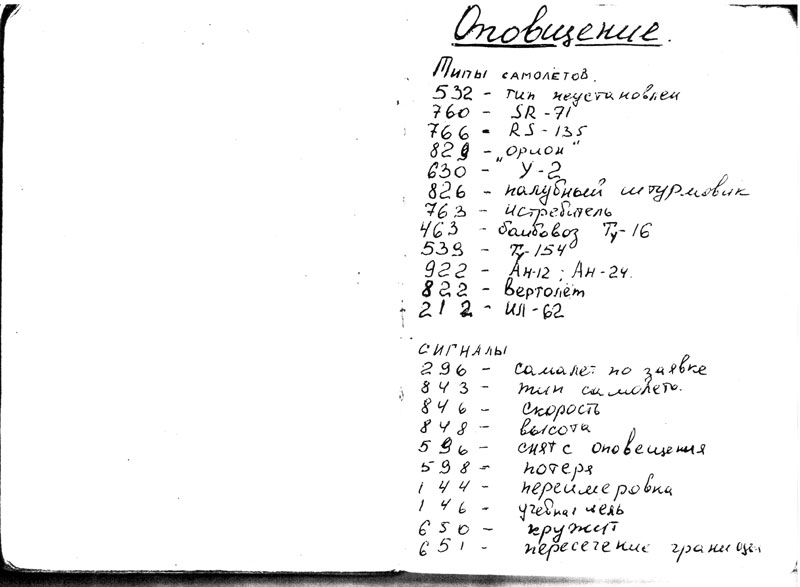 Оповщение.
Типы самолётов.
532 - тип неустановлен
760 - SR-71
766 - RS-135
829 - "Орион"
630 - У-2
826 - палубный штурмовик
763 - истребитель
463 - бомбовоз Ту-16
539 - Ту-154
922 - Ан-12; Ан-24.
822 - вертолёт
212 - ИЛ-62
СИГНАЛЫ
296 - самалет по заявке
843 - тип самолета.
846 - скорость
848 - высота
596 - снят с оповещения
598 - потеря
144 - переимеровка
146 - учебная цель
650 - кружит
651 - пересечение границы